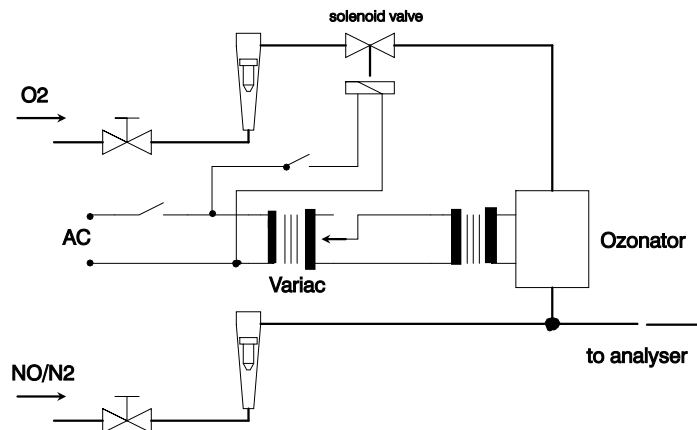 solenoid valve
O2
AC
Variac
Ozonator
to analyser
NO/N2